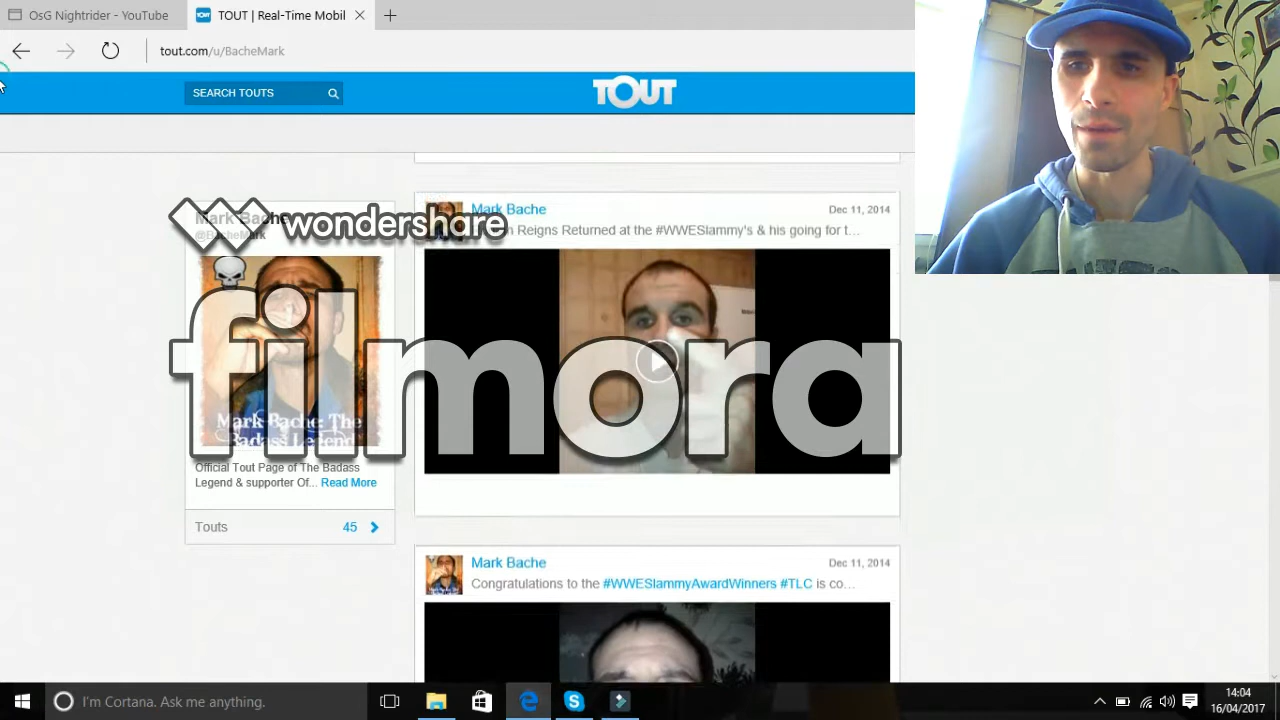 OsG Nightrider - YouTube
TOUT | Real-Time Mobil
tout.com/u/BacheMark
SEARCH TOUTS
TOUT
Mark Bache
@BacheMark
wondershare
filmora
Mark Bache: The
Badass Legend
Official Tout Page of The Badass
Legend & supporter Of... Read More
Touts 45
Mark Bache Dec 11, 2014
Reigns Returned at the #WWESlammy's & his going for t...
Mark Bache Dec 11, 2014
Congratulations to the #WWESlammyAwardWinners #TLC is co...
I'm Cortana. Ask me anything.
14:04
16/04/2017